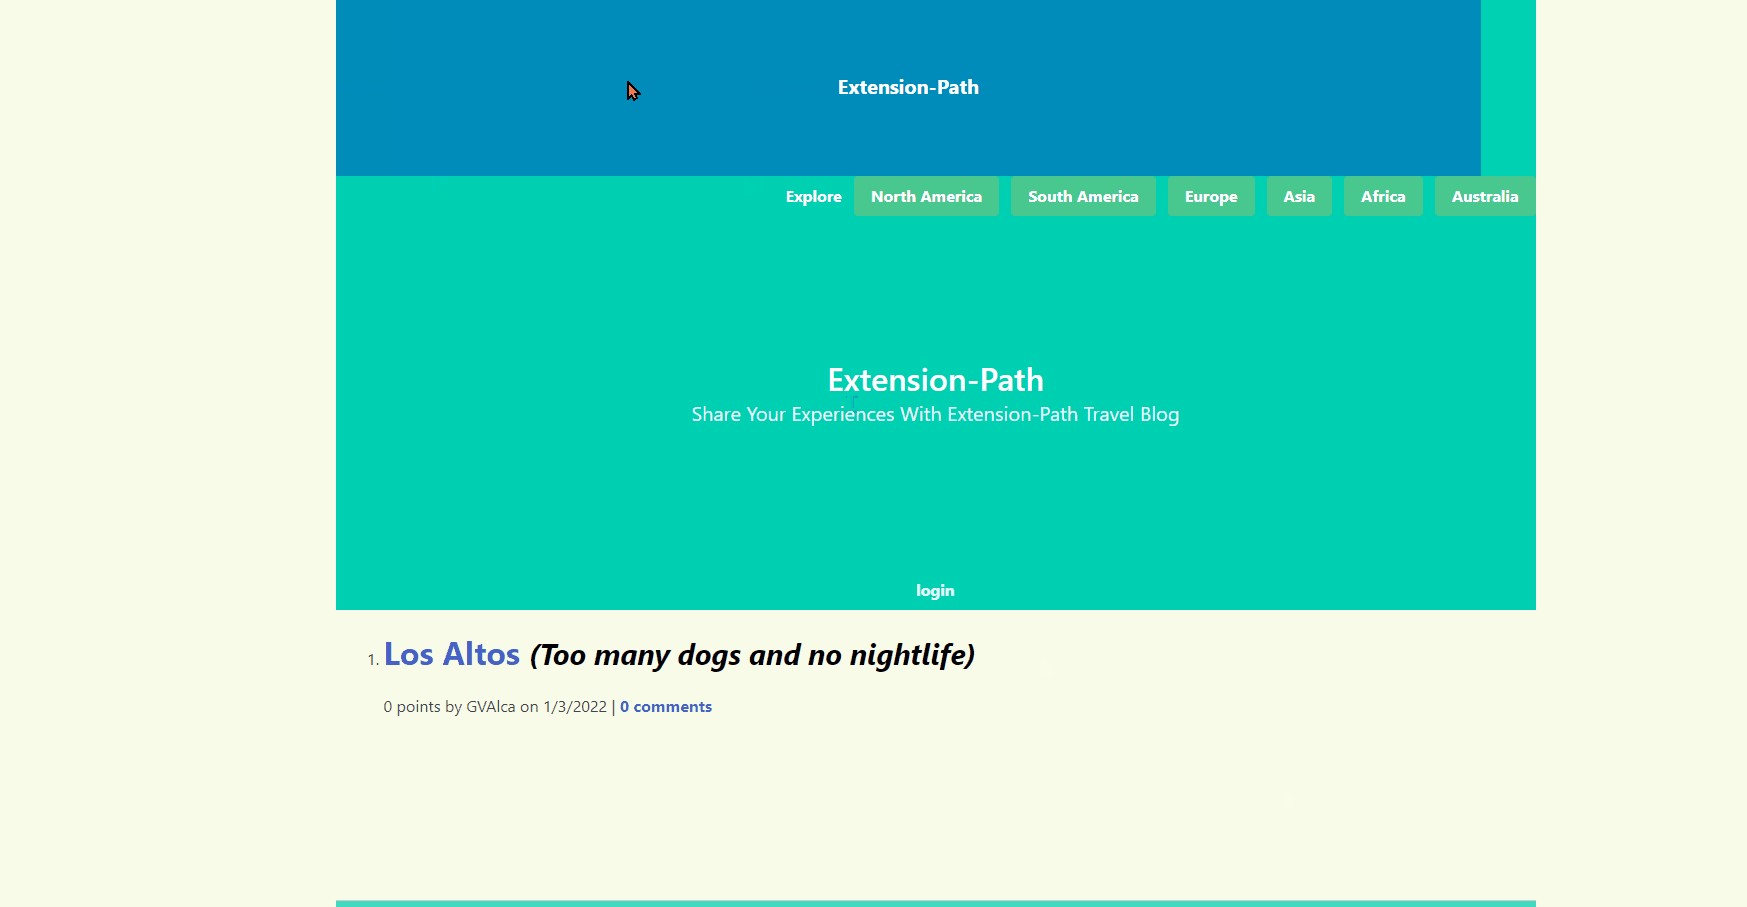 Extension-Path
Explore North America South America Europe Asia Africa Australia
Extension-Path
Share Your Experiences With Extension-Path Travel Blog
login
1. Los Altos (Too many dogs and no nightlife)
0 points by GVAlca on 1/3/2022 | 0 comments